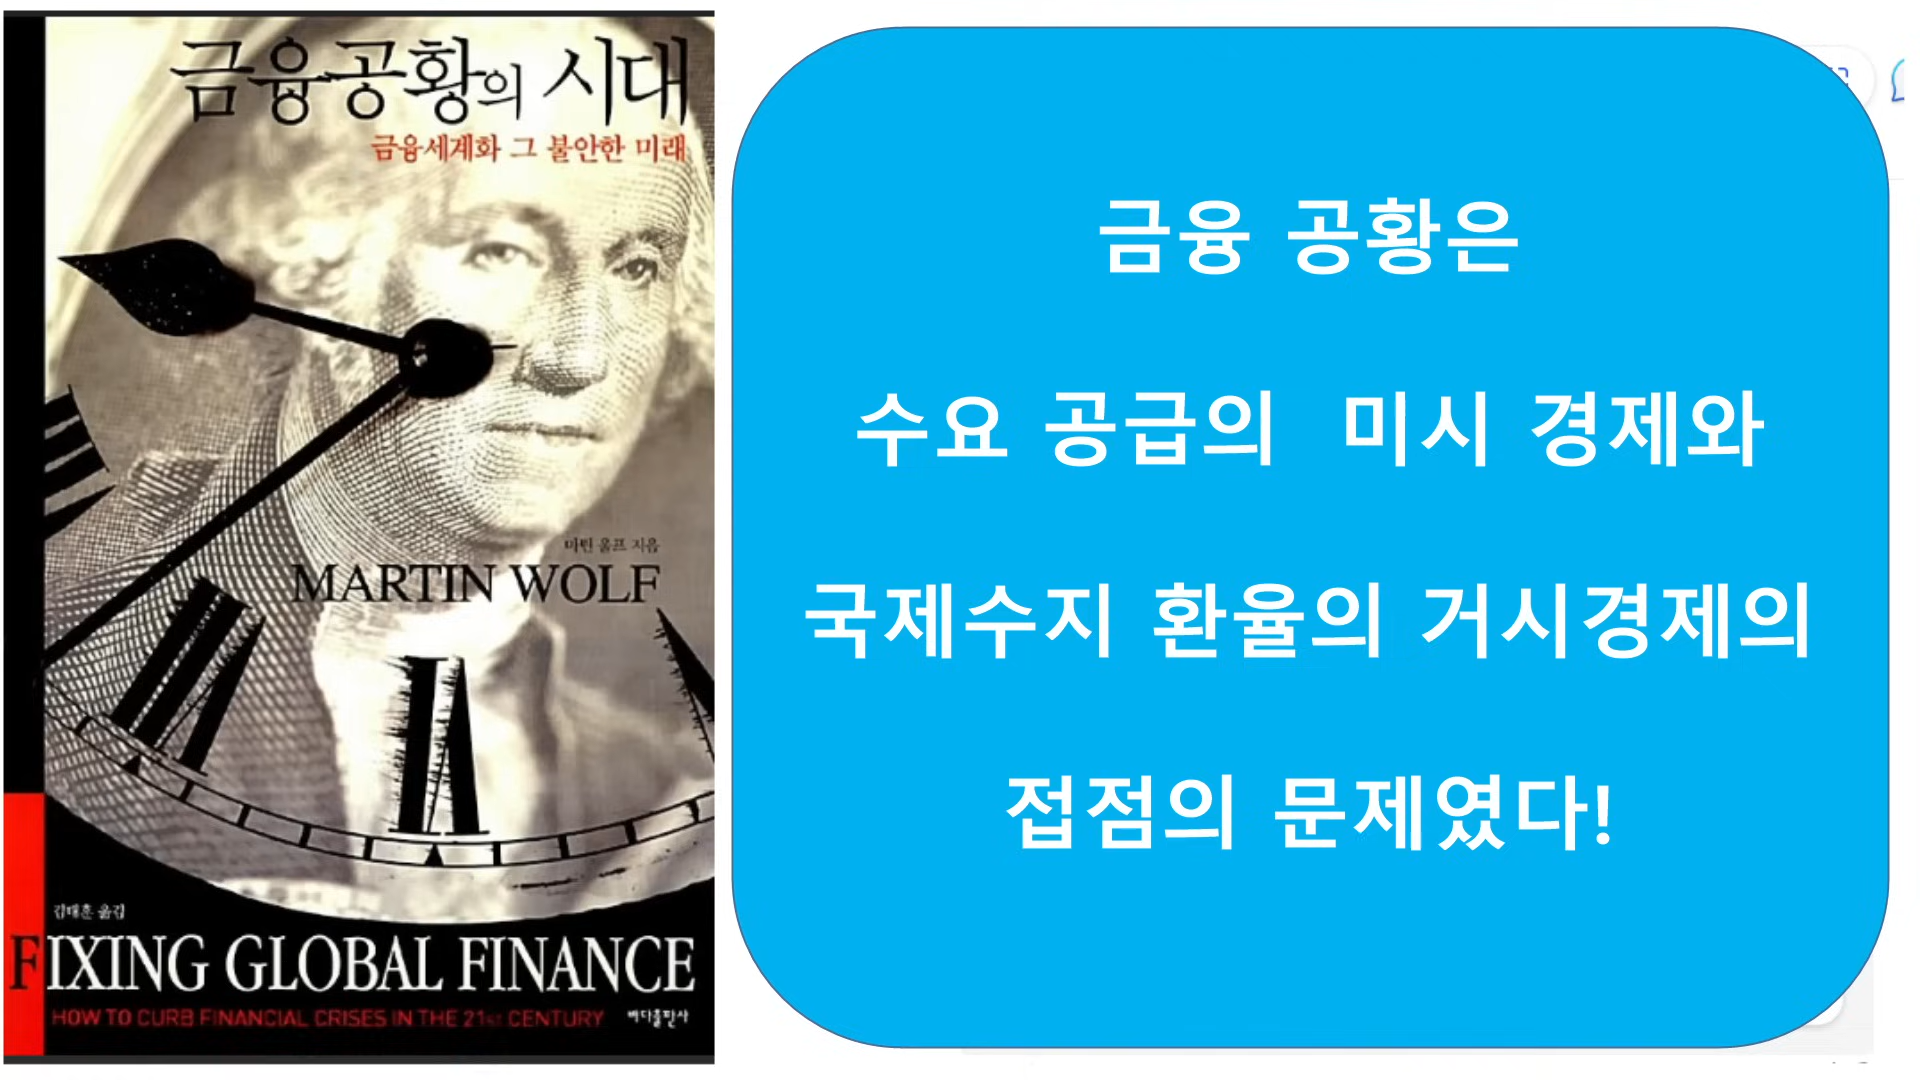 금융공황의 시대
금융세계화 그 불안한 미래
마틴 울프 지음
MARTIN WOLF
김태훈 옮김
FIXING GLOBAL FINANCE
HOW TO CURB FINANCIAL CRISES IN THE 21st CENTURY
바다출판사
금융 공황은
수요 공급의 미시 경제와
국제수지 환율의 거시경제의
접점의 문제였다!